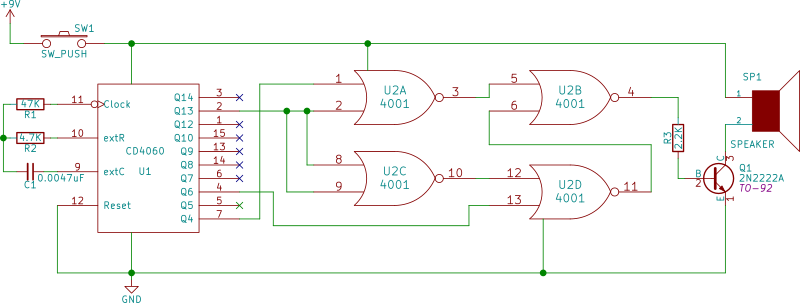 +9V
SW1
SW_PUSH
47K
R1
4.7K
R2
C1
0.0047uF
11
10
9
12
Clock
extR
extC
Reset
CD4060
U1
Q14
Q13
Q12
Q10
Q9
Q8
Q7
Q6
Q5
Q4
3
2
1
15
13
14
6
4
5
7
GND
1
2
U2A
4001
3
8
9
U2C
4001
10
5
6
U2B
4001
4
12
13
U2D
4001
11
R3
2.2K
SP1
1
2
SPEAKER
B
2
C
3
E
1
Q1
2N2222A
TO-92